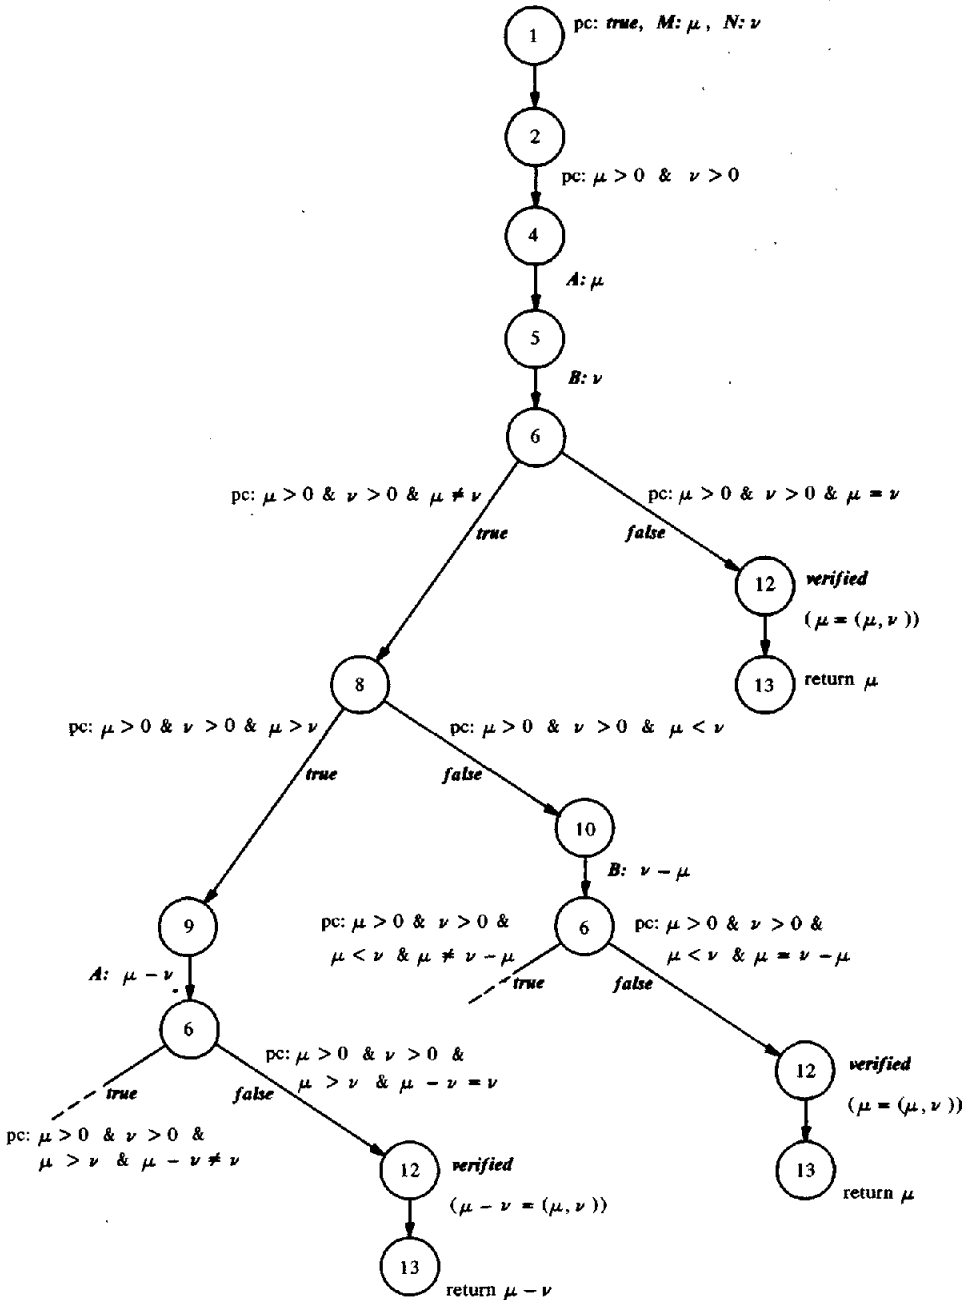 1
pc: true, M: μ , N: ν
2
pc: μ > 0 & ν > 0
4
A: μ
5
B: ν
6
pc: μ > 0 & ν > 0 & μ ≠ ν
pc: μ > 0 & ν > 0 & μ = ν
true
false
12
verified
( μ = (μ, ν ))
13
return μ
8
pc: μ > 0 & ν > 0 & μ > ν
pc: μ > 0 & ν > 0 & μ < ν
true
false
10
B: ν – μ
9
A: μ – ν
6
pc: μ > 0 & ν > 0 &
μ < ν & μ ≠ ν – μ
pc: μ > 0 & ν > 0 &
μ < ν & μ = ν – μ
true
false
6
pc: μ > 0 & ν > 0 &
μ > ν & μ – ν = ν
true
false
pc: μ > 0 & ν > 0 &
μ > ν & μ – ν ≠ ν
12
verified
(μ = (μ, ν ))
13
return μ
12
verified
(μ – ν = (μ, ν ))
13
return μ – ν